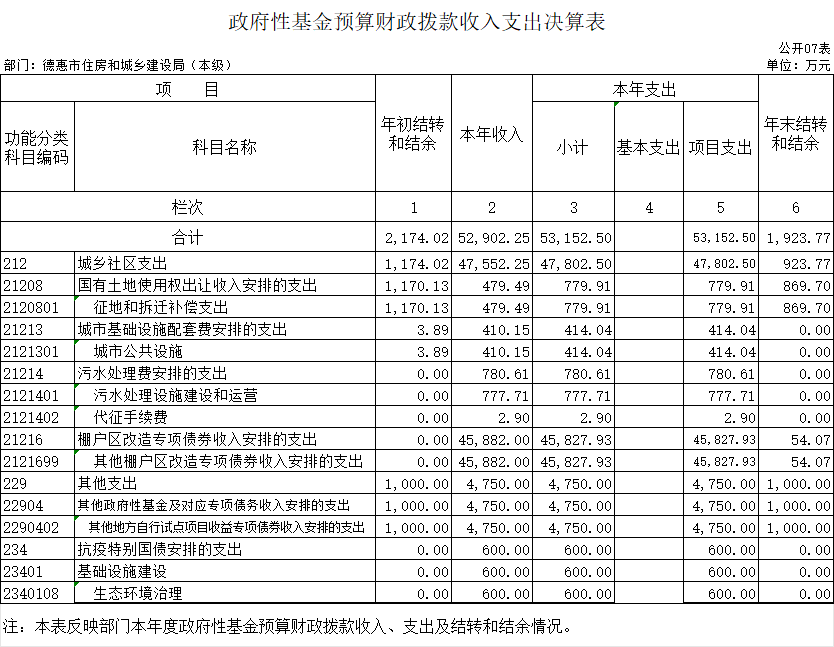 政府性基金预算财政拨款收入支出决算表
公开07表
部门：德惠市住房和城乡建设局（本级） 单位：万元
项 目 年初结转和结余 本年收入 本年支出 年末结转和结余
功能分类科目编码 科目名称 小计 基本支出 项目支出
栏次 1 2 3 4 5 6
合计 2,174.02 52,902.25 53,152.50 53,152.50 1,923.77
212 城乡社区支出 1,174.02 47,552.25 47,802.50 47,802.50 923.77
21208 国有土地使用权出让收入安排的支出 1,170.13 479.49 779.91 779.91 869.70
2120801 征地和拆迁补偿支出 1,170.13 479.49 779.91 779.91 869.70
21213 城市基础设施配套费安排的支出 3.89 410.15 414.04 414.04 0.00
2121301 城市公共设施 3.89 410.15 414.04 414.04 0.00
21214 污水处理费安排的支出 0.00 780.61 780.61 780.61 0.00
2121401 污水处理设施建设和运营 0.00 777.71 777.71 777.71 0.00
2121402 代征手续费 0.00 2.90 2.90 2.90 0.00
21216 棚户区改造专项债券收入安排的支出 0.00 45,882.00 45,827.93 45,827.93 54.07
2121699 其他棚户区改造专项债券收入安排的支出 0.00 45,882.00 45,827.93 45,827.93 54.07
229 其他支出 1,000.00 4,750.00 4,750.00 4,750.00 1,000.00
22904 其他政府性基金及对应专项债务收入安排的支出 1,000.00 4,750.00 4,750.00 4,750.00 1,000.00
2290402 其他地方自行试点项目收益专项债券收入安排的支出 1,000.00 4,750.00 4,750.00 4,750.00 1,000.00
234 抗疫特别国债安排的支出 0.00 600.00 600.00 600.00 0.00
23401 基础设施建设 0.00 600.00 600.00 600.00 0.00
2340108 生态环境治理 0.00 600.00 600.00 600.00 0.00
注：本表反映部门本年度政府性基金预算财政拨款收入、支出及结转和结余情况。